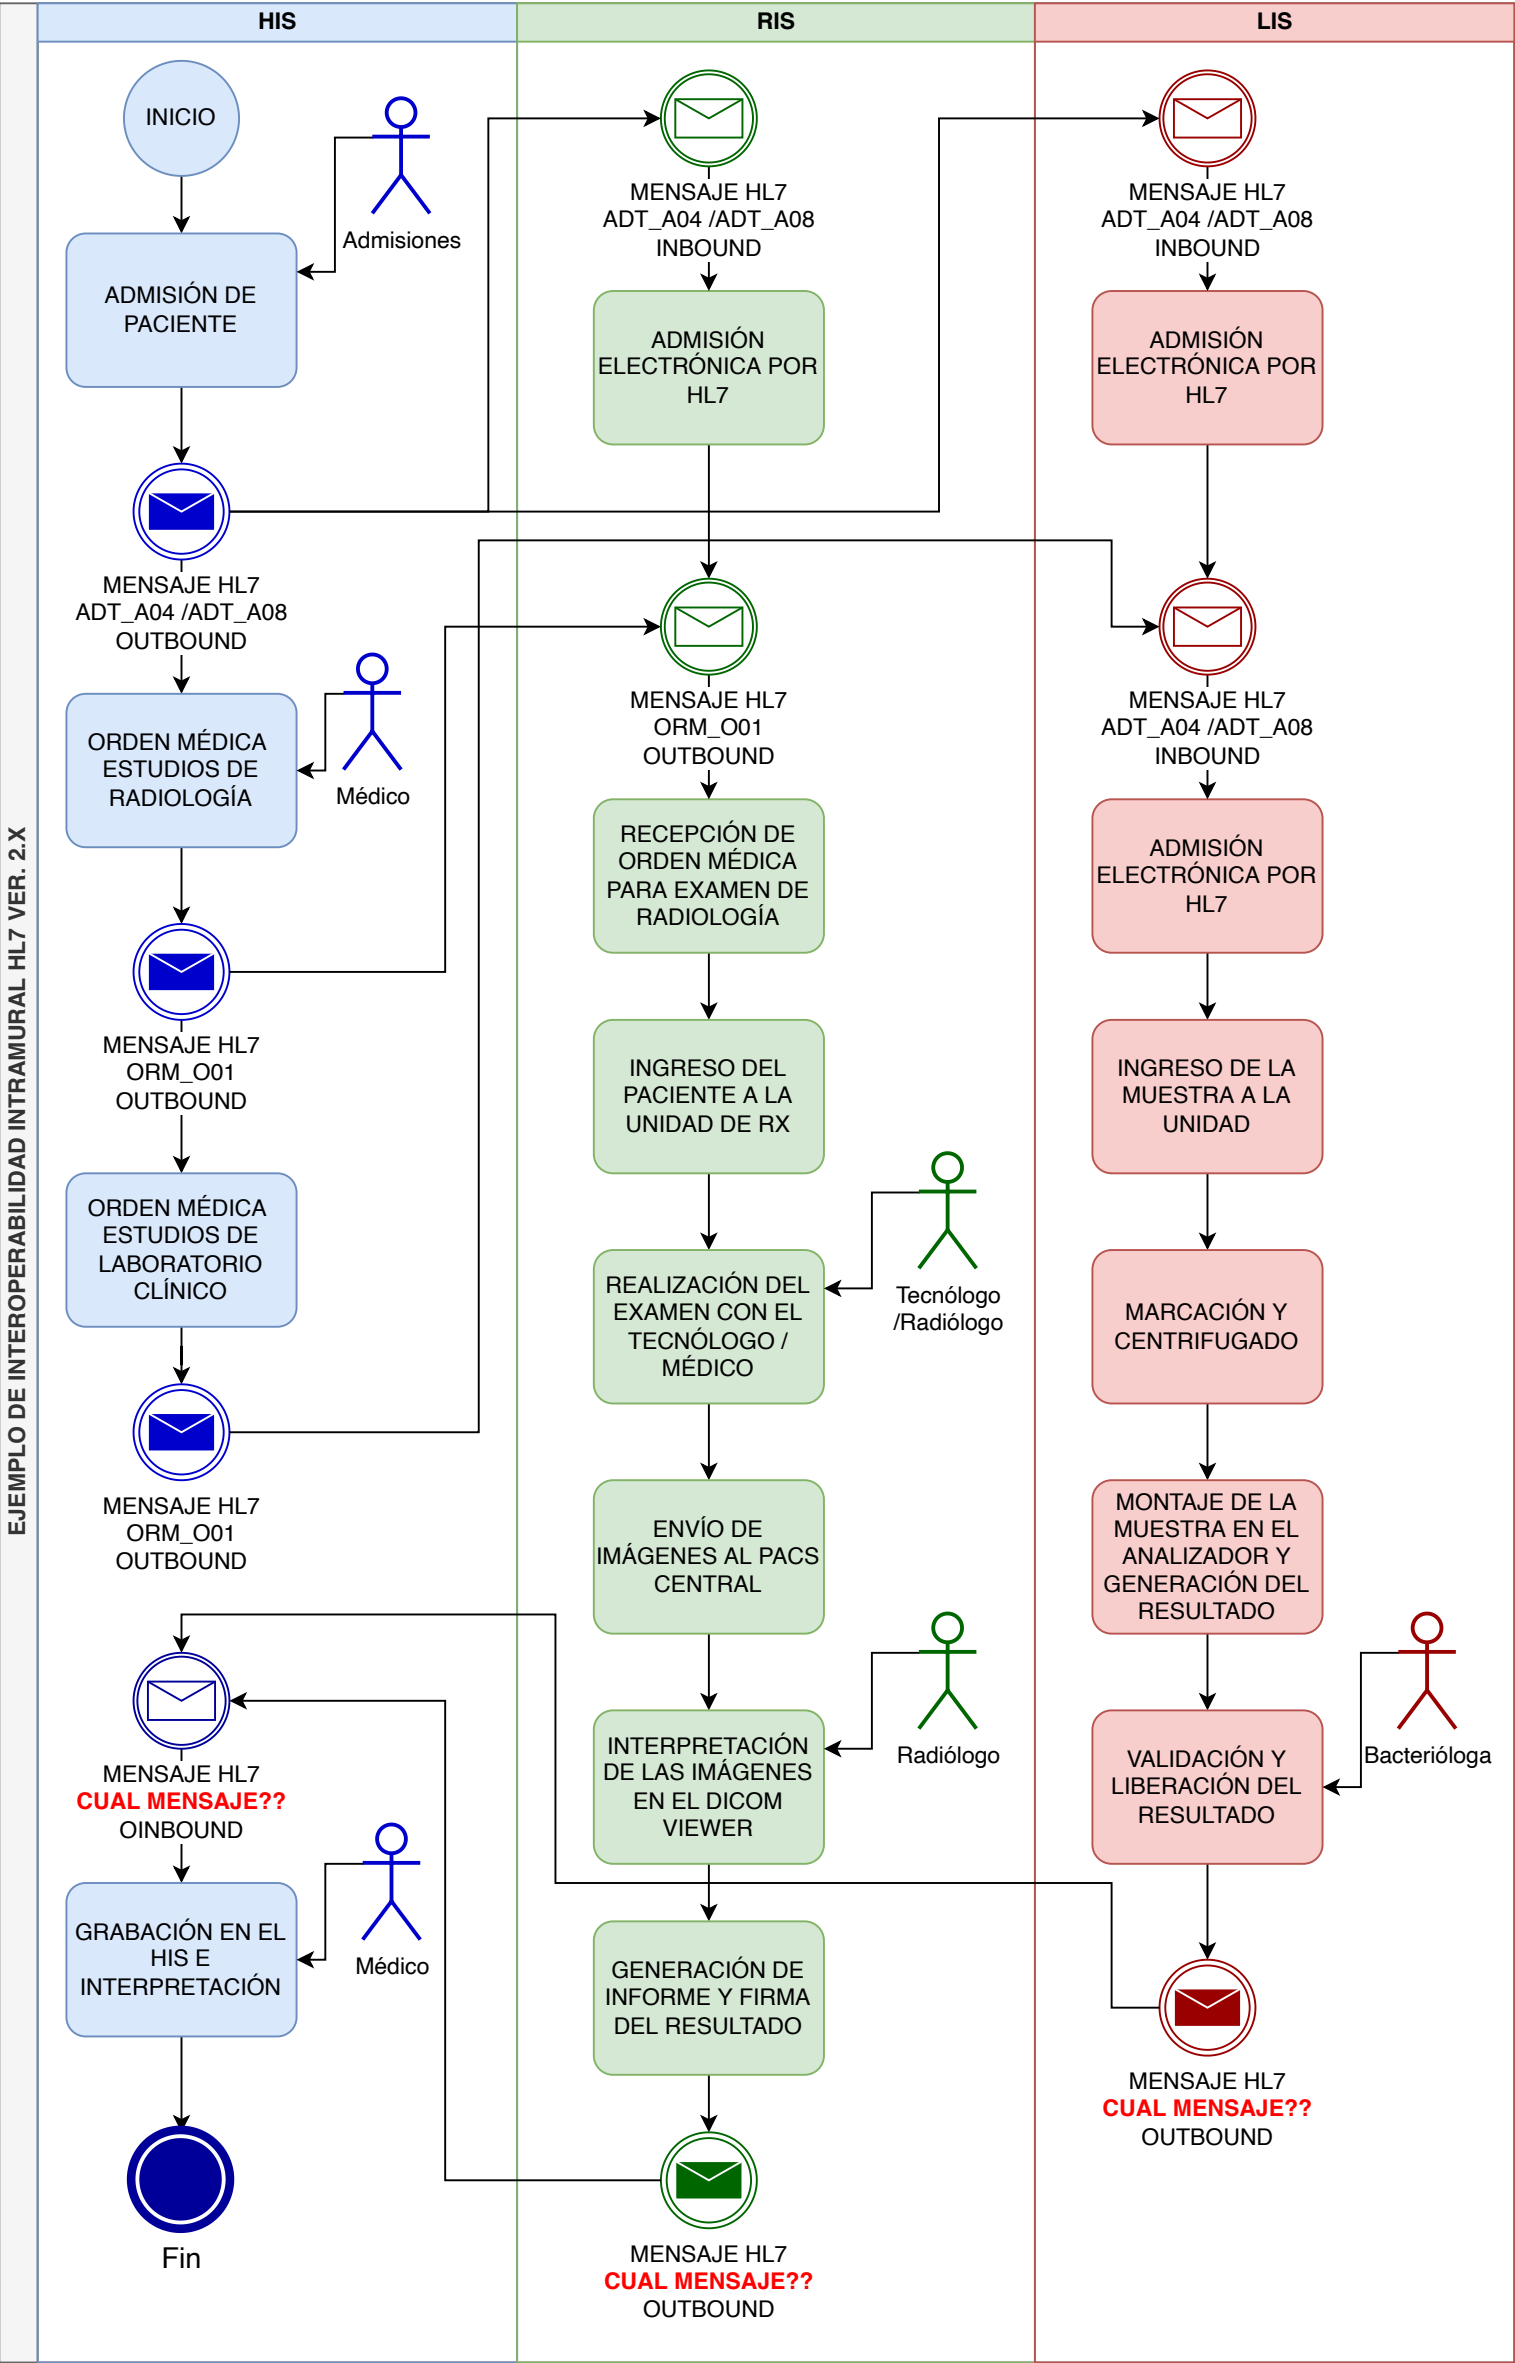 EJEMPLO DE INTEROPERABILIDAD INTRAMURAL HL7 VER. 2.X
HIS
RIS
LIS
INICIO
Admisiones
ADMISIÓN DE
PACIENTE
MENSAJE HL7
ADT_A04 /ADT_A08
OUTBOUND
ORDEN MÉDICA
ESTUDIOS DE
RADIOLOGÍA
Médico
MENSAJE HL7
ORM_O01
OUTBOUND
ORDEN MÉDICA
ESTUDIOS DE
LABORATORIO
CLÍNICO
MENSAJE HL7
ORM_O01
OUTBOUND
MENSAJE HL7
CUAL MENSAJE??
OINBOUND
GRABACIÓN EN EL
HIS E
INTERPRETACIÓN
Médico
Fin
MENSAJE HL7
ADT_A04 /ADT_A08
INBOUND
ADMISIÓN
ELECTRÓNICA POR
HL7
MENSAJE HL7
ORM_O01
OUTBOUND
RECEPCIÓN DE
ORDEN MÉDICA
PARA EXAMEN DE
RADIOLOGÍA
INGRESO DEL
PACIENTE A LA
UNIDAD DE RX
REALIZACIÓN DEL
EXAMEN CON EL
TECNÓLOGO /
MÉDICO
Tecnólogo
/Radiólogo
ENVÍO DE
IMÁGENES AL PACS
CENTRAL
INTERPRETACIÓN
DE LAS IMÁGENES
EN EL DICOM
VIEWER
Radiólogo
GENERACIÓN DE
INFORME Y FIRMA
DEL RESULTADO
MENSAJE HL7
CUAL MENSAJE??
OUTBOUND
MENSAJE HL7
ADT_A04 /ADT_A08
INBOUND
ADMISIÓN
ELECTRÓNICA POR
HL7
MENSAJE HL7
ADT_A04 /ADT_A08
INBOUND
ADMISIÓN
ELECTRÓNICA POR
HL7
INGRESO DE LA
MUESTRA A LA
UNIDAD
MARCACIÓN Y
CENTRIFUGADO
MONTAJE DE LA
MUESTRA EN EL
ANALIZADOR Y
GENERACIÓN DEL
RESULTADO
VALIDACIÓN Y
LIBERACIÓN DEL
RESULTADO
Bacterióloga
MENSAJE HL7
CUAL MENSAJE??
OUTBOUND